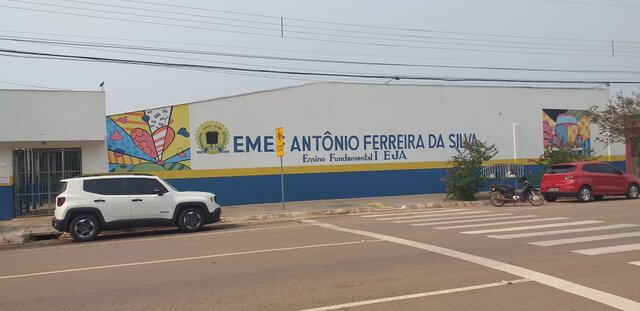 EMEF ANTÔNIO FERREIRA DA SILVA
Ensino Fundamental I EJA